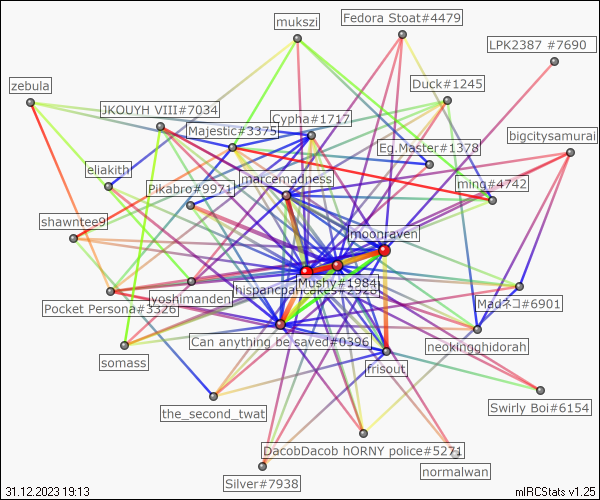 mukszi
Fedora Stoat#4479
LPK2387 #7690
zebula
Duck#1245
JKOUYH VIII#7034
Cypha#1717
Majestic#3375
bigcitysamurai
Eg.Master#1378
eliakith
marcemadness
Pikabro#9971
ming#4742
shawntee9
moonraven
Mushy#1984
yoshimanden
Pocket Persona#3326
Madネコ#6901
Can anything be saved#0396
neokingghidorah
somass
frisout
the_second_twat
Swirly Boi#6154
DacobDacob hORNY police#5271
normalwan
Silver#7938
31.12.2023 19:13
mIRCStats v1.25